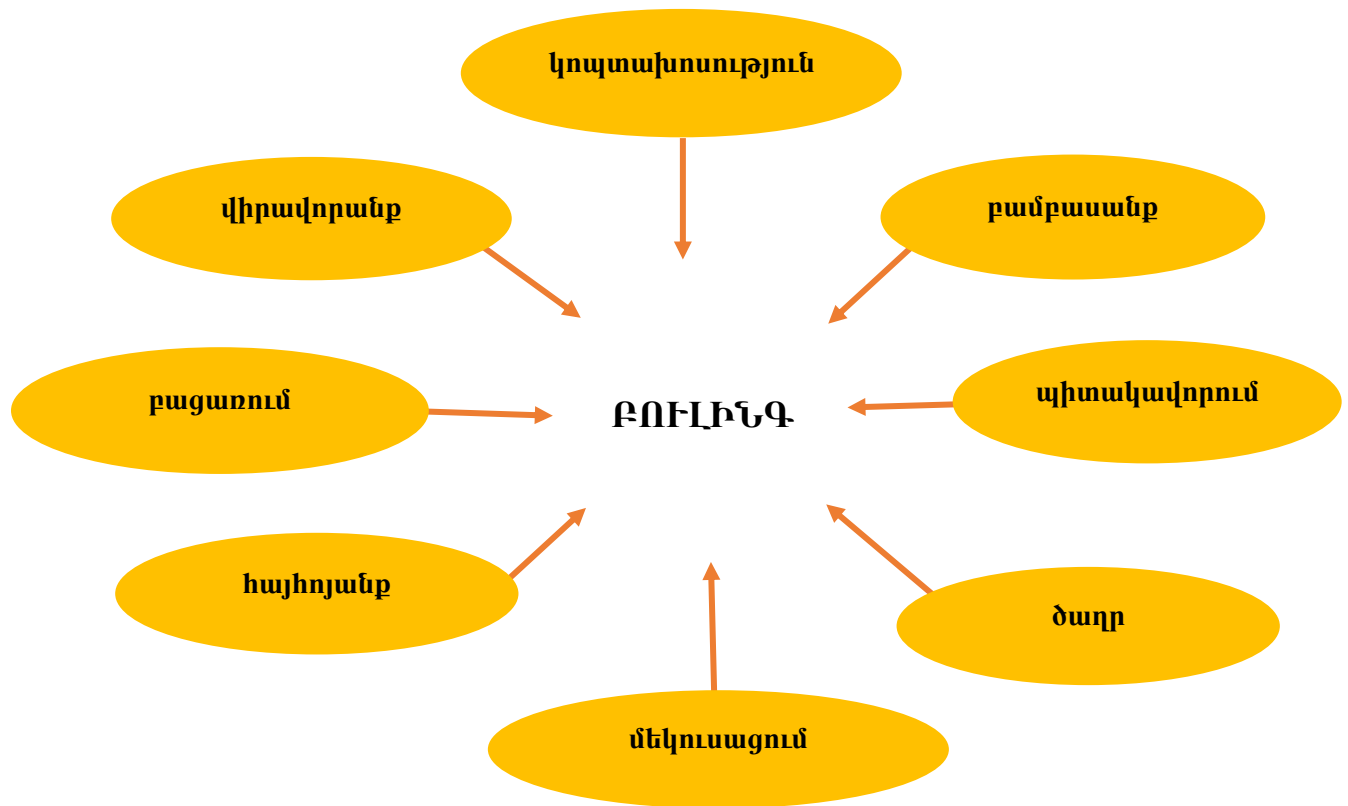 կոպտախոսություն
վիրավորանք
բամբասանք
բացառում
ԲՈՒԼԻՆԳ
պիտակավորում
հայհոյանք
ծաղր
մեկուսացում